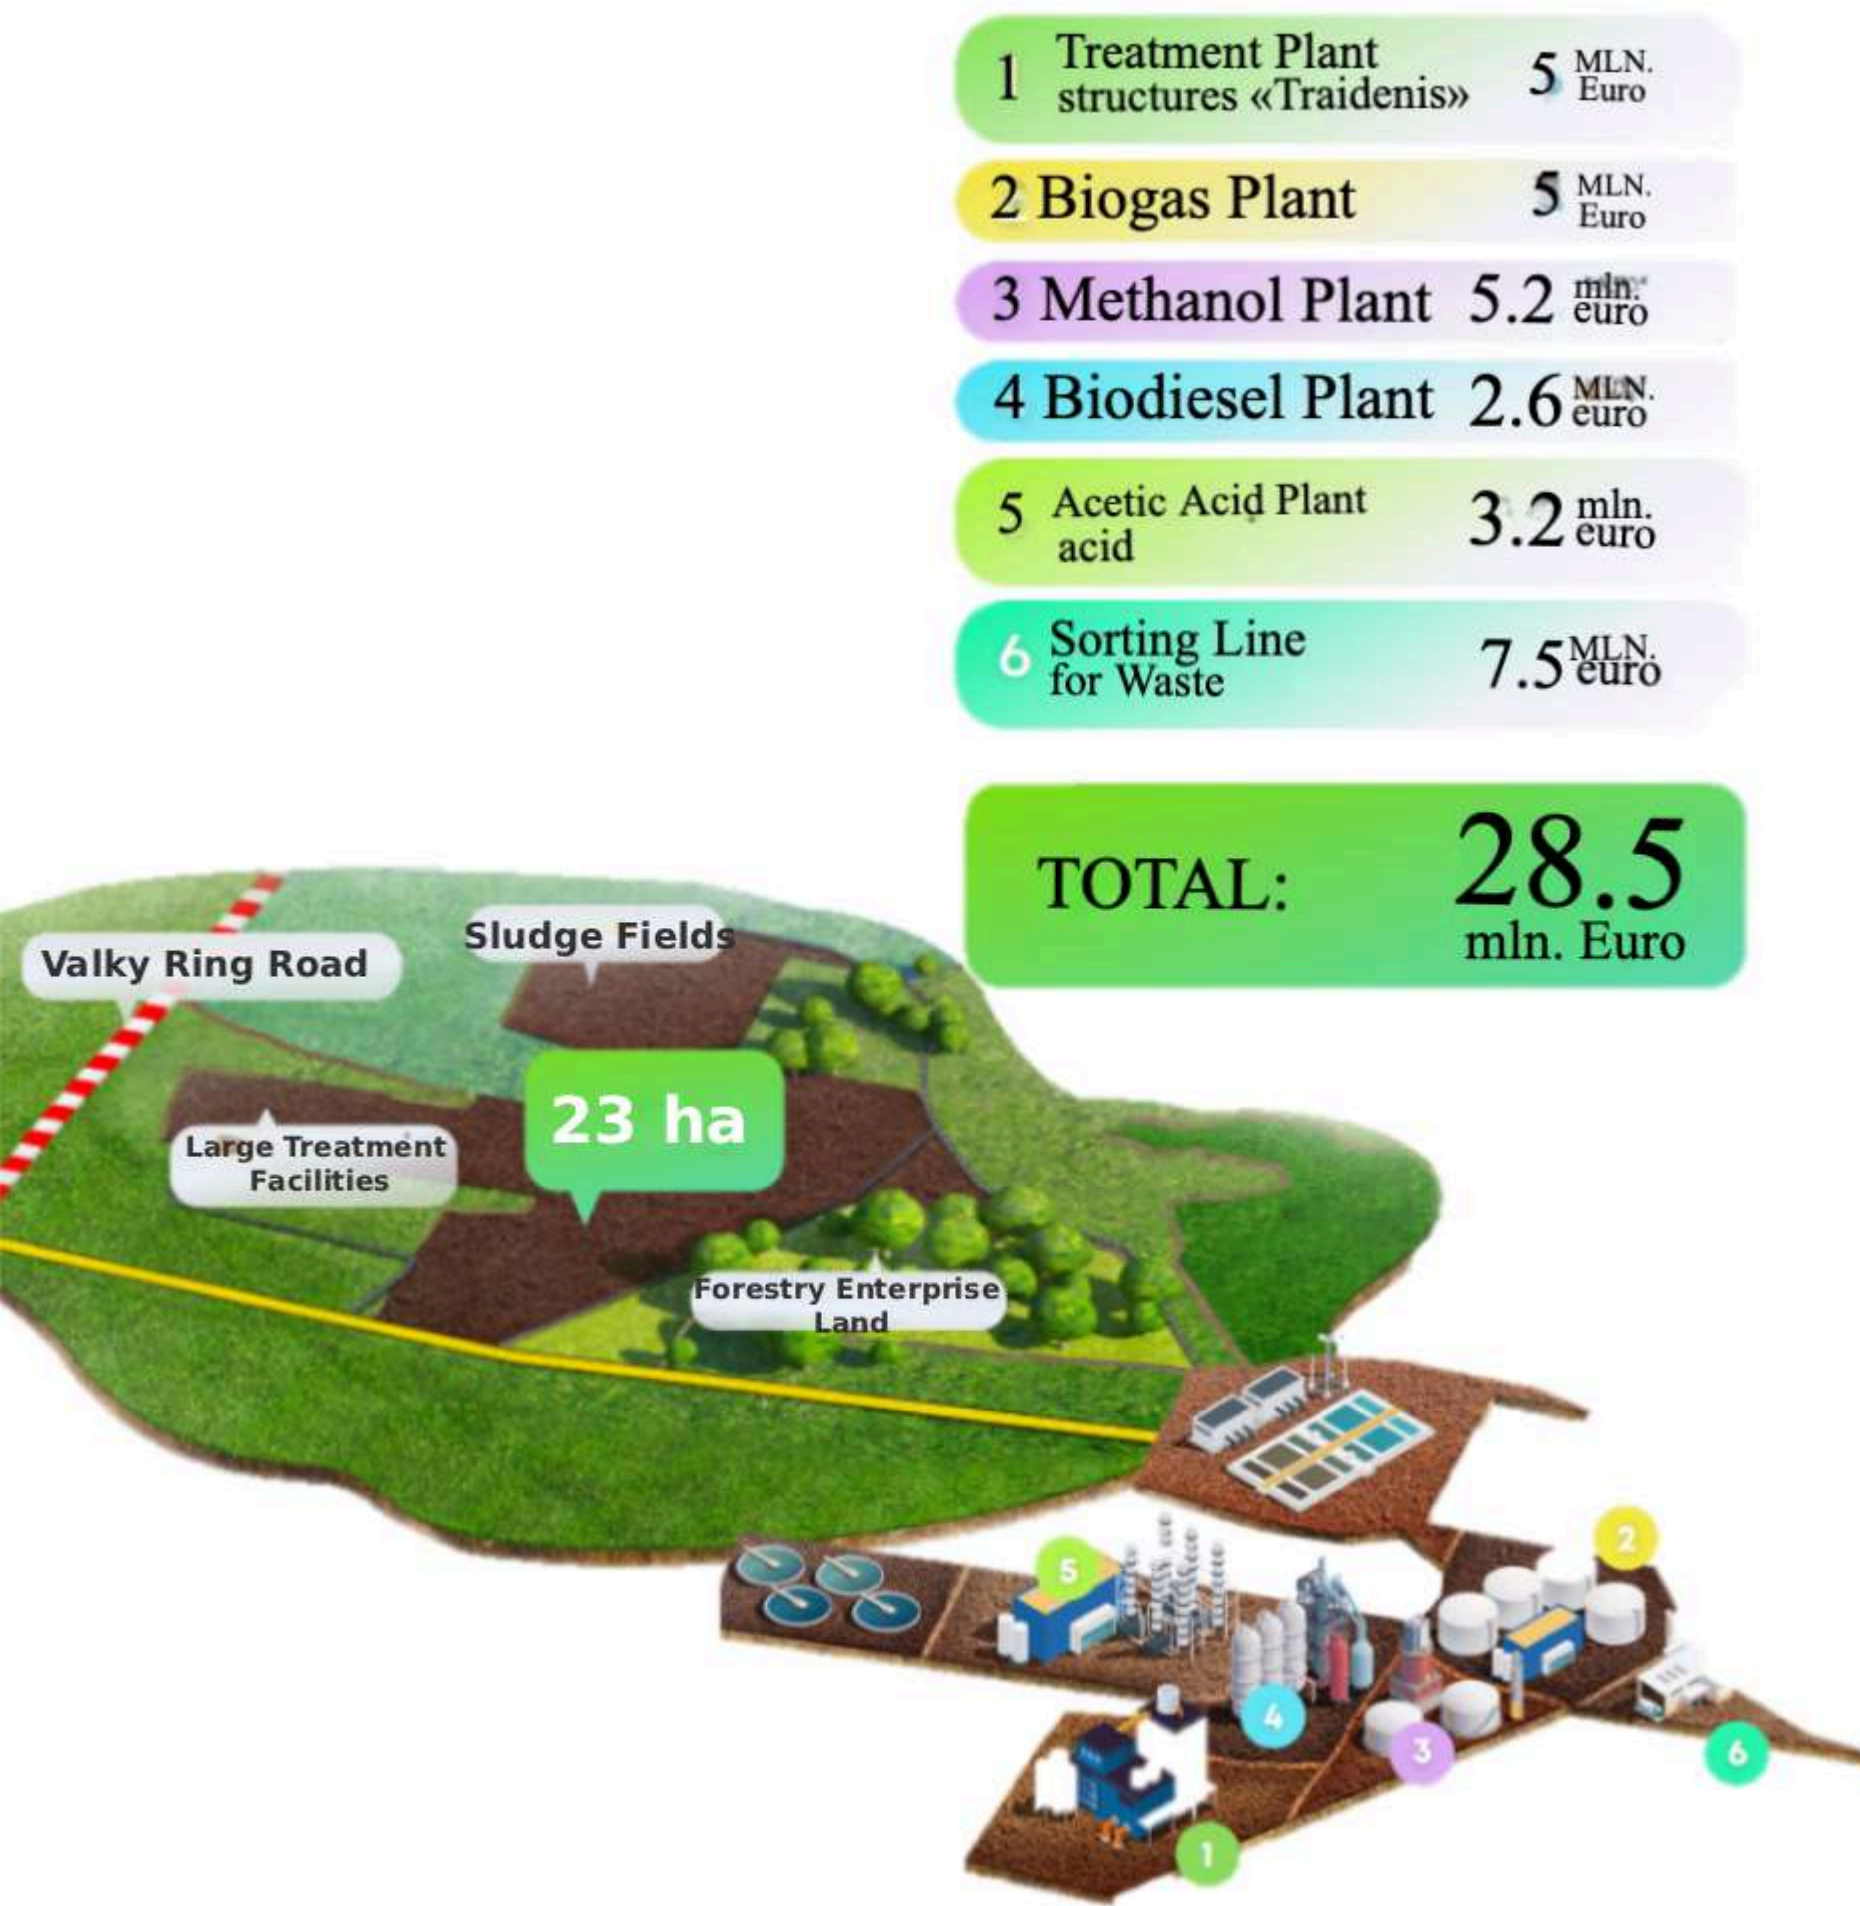 1 Treatment Plant
structures «Traidenis»
5 MLN.
Euro
2 Biogas Plant
5 MLN.
Euro
3 Methanol Plant
5.2 mln.
euro
4 Biodiesel Plant
2.6 MLN.
euro
5 Acetic Acid Plant
acid
3.2 mln.
euro
6 Sorting Line
for Waste
7.5 MLN.
euro
TOTAL:
28.5
mln. Euro
Valky Ring Road
Sludge Fields
23 ha
Large Treatment
Facilities
Forestry Enterprise
Land
2
5
4
3
6
1